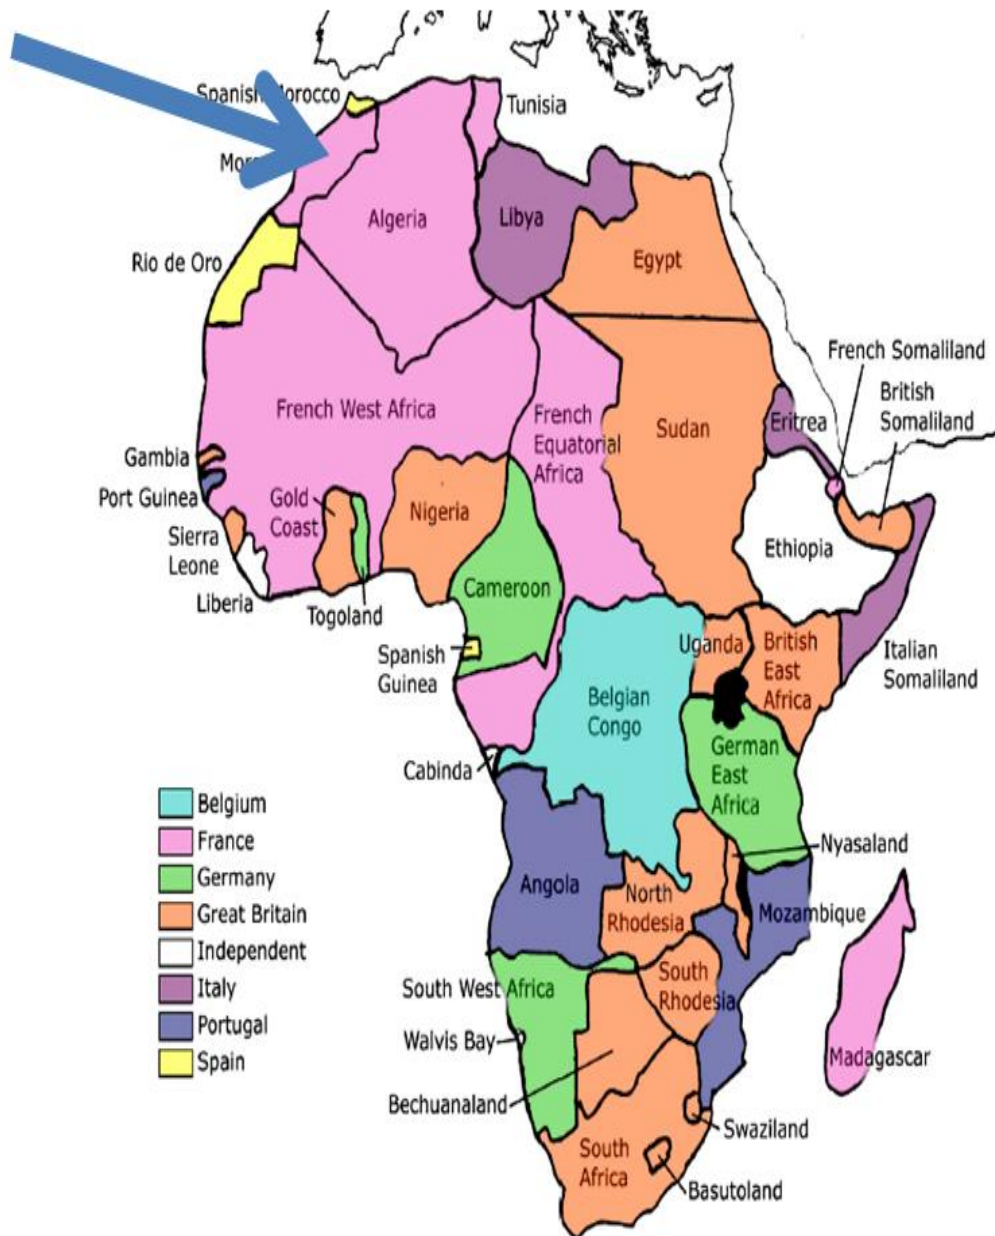 Spanish Morocco
Tunisia
Algeria
Libya
Egypt
Rio de Oro
French Somaliland
British
Somaliland
French West Africa
French
Equatorial
Africa
Sudan
Eritrea
Gambia
Port Guinea
Gold
Coast
Nigeria
Sierra
Leone
Ethiopia
Liberia
Togoland
Cameroon
Spanish
Guinea
Uganda
British
East
Africa
Italian
Somaliland
Belgian
Congo
German
East
Africa
Cabinda
Belgium
France
Germany
Great Britain
Independent
Italy
Portugal
Spain
Nyasaland
Angola
North
Rhodesia
Mozambique
South West Africa
South
Rhodesia
Walvis Bay
Madagascar
Bechuanaland
Swaziland
South
Africa
Basutoland